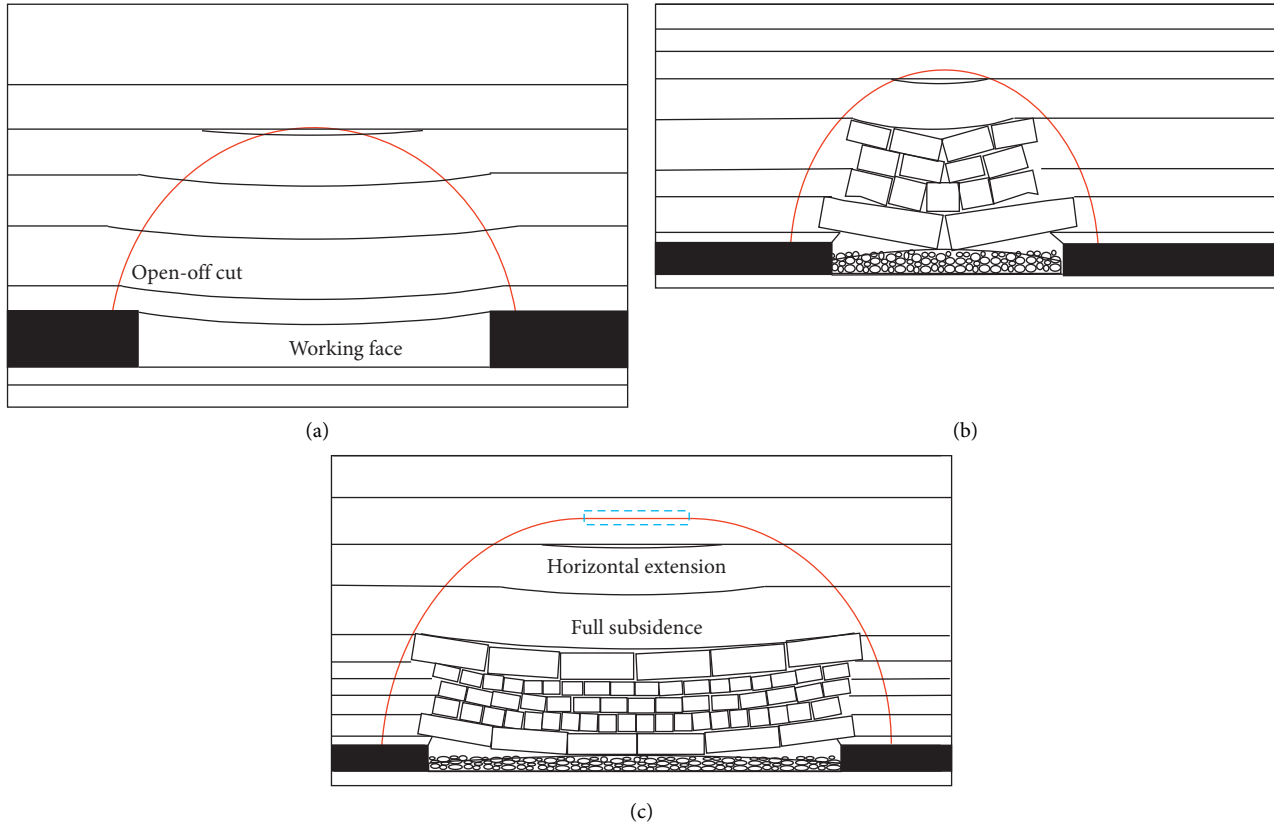 Open-off cut
Working face
(a)
(b)
Horizontal extension
Full subsidence
(c)